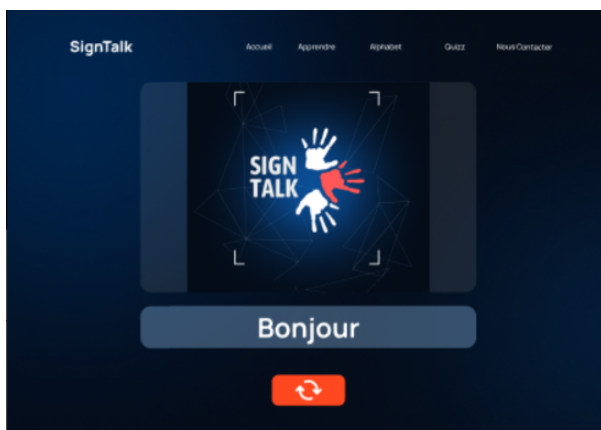 SignTalk
Accueil Apprendre Alphabet Quizz Nous Contacter
SIGN
TALK
Bonjour